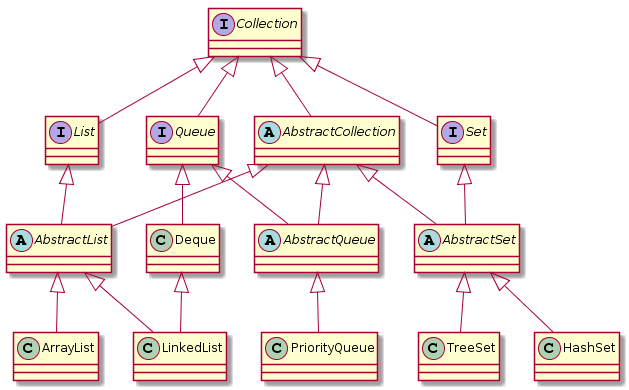 I Collection
I List
I Queue
A AbstractCollection
I Set
A AbstractList
C Deque
A AbstractQueue
A AbstractSet
C ArrayList
C LinkedList
C PriorityQueue
C TreeSet
C HashSet